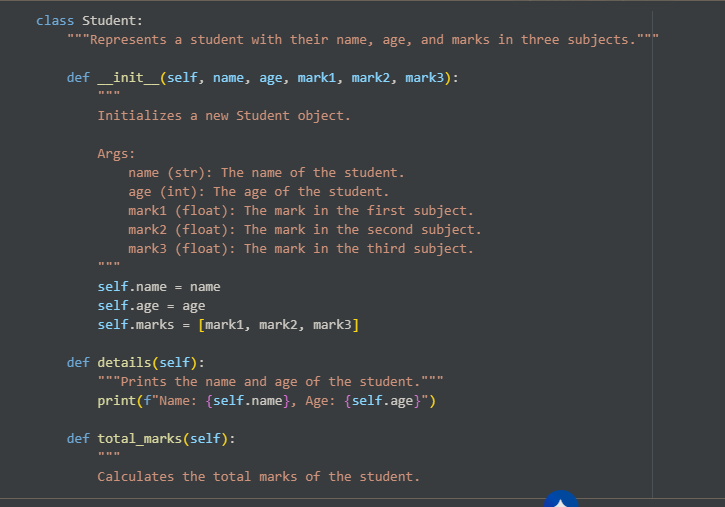 class Student:
    """Represents a student with their name, age, and marks in three subjects."""
    def __init__(self, name, age, mark1, mark2, mark3):
        """
        Initializes a new Student object.
        Args:
            name (str): The name of the student.
            age (int): The age of the student.
            mark1 (float): The mark in the first subject.
            mark2 (float): The mark in the second subject.
            mark3 (float): The mark in the third subject.
        """
        self.name = name
        self.age = age
        self.marks = [mark1, mark2, mark3]
    def details(self):
        """Prints the name and age of the student."""
        print(f"Name: {self.name}, Age: {self.age}")
    def total_marks(self):
        """
        Calculates the total marks of the student.